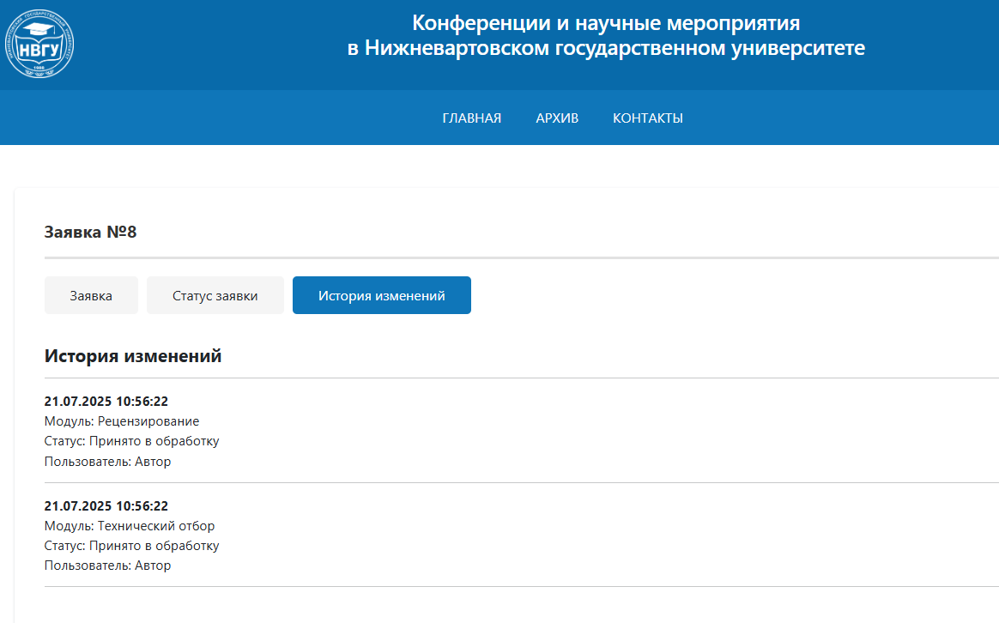 НВГУ
1988
Конференции и научные мероприятия
в Нижневартовском государственном университете
ГЛАВНАЯ АРХИВ КОНТАКТЫ
Заявка №8
Заявка Статус заявки История изменений
История изменений
21.07.2025 10:56:22
Модуль: Рецензирование
Статус: Принято в обработку
Пользователь: Автор
21.07.2025 10:56:22
Модуль: Технический отбор
Статус: Принято в обработку
Пользователь: Автор